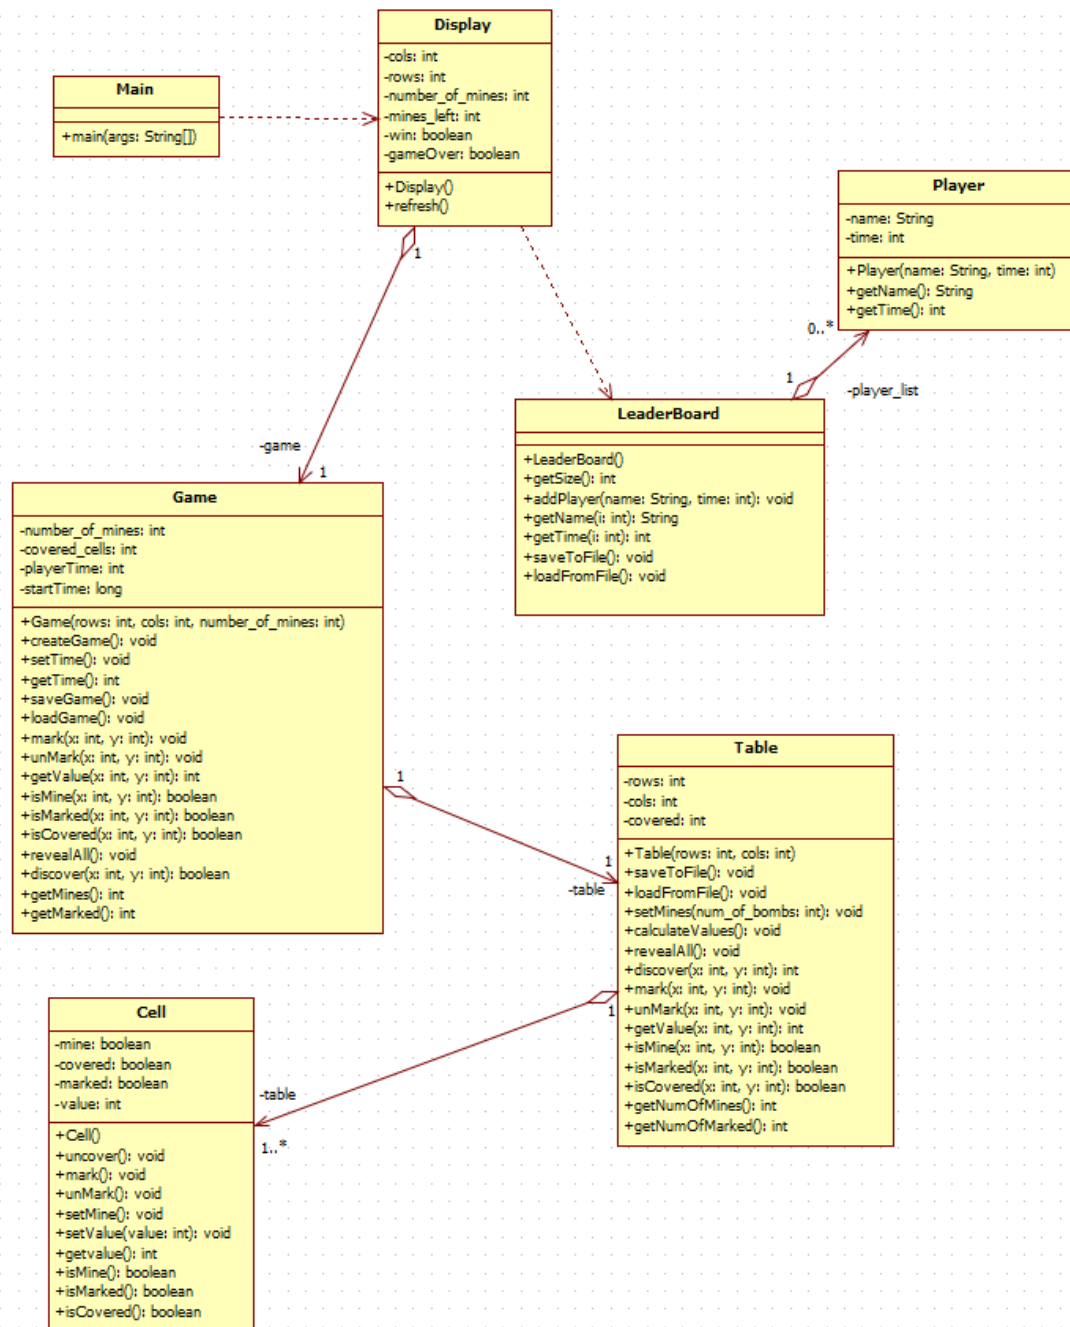 Display
-cols: int
-rows: int
-number_of_mines: int
-mines_left: int
-win: boolean
-gameOver: boolean
+Display()
+refresh()
Main
+main(args: String[])
Player
-name: String
-time: int
+Player(name: String, time: int)
+getName(): String
+getTime(): int
1
0..*
1
-player_list
LeaderBoard
+LeaderBoard()
+getSize(): int
+addPlayer(name: String, time: int): void
+getName(i: int): String
+getTime(i: int): int
+saveToFile(): void
+loadFromFile(): void
-game
1
Game
-number_of_mines: int
-covered_cells: int
-playerTime: int
-startTime: long
+Game(rows: int, cols: int, number_of_mines: int)
+createGame(): void
+setTime(): void
+getTime(): int
+saveGame(): void
+loadGame(): void
+mark(x: int, y: int): void
+unMark(x: int, y: int): void
+getValue(x: int, y: int): int
+isMine(x: int, y: int): boolean
+isMarked(x: int, y: int): boolean
+isCovered(x: int, y: int): boolean
+revealAll(): void
+discover(x: int, y: int): boolean
+getMines(): int
+getMarked(): int
1
1
-table
Table
-rows: int
-cols: int
-covered: int
+Table(rows: int, cols: int)
+saveToFile(): void
+loadFromFile(): void
+setMines(num_of_bombs: int): void
+calculateValues(): void
+revealAll(): void
+discover(x: int, y: int): int
+mark(x: int, y: int): void
+unMark(x: int, y: int): void
+getValue(x: int, y: int): int
+isMine(x: int, y: int): boolean
+isMarked(x: int, y: int): boolean
+isCovered(x: int, y: int): boolean
+getNumOfMines(): int
+getNumOfMarked(): int
1
-table
1..*
Cell
-mine: boolean
-covered: boolean
-marked: boolean
-value: int
+Cell()
+uncover(): void
+mark(): void
+unMark(): void
+setMine(): void
+setValue(value: int): void
+getvalue(): int
+isMine(): boolean
+isMarked(): boolean
+isCovered(): boolean